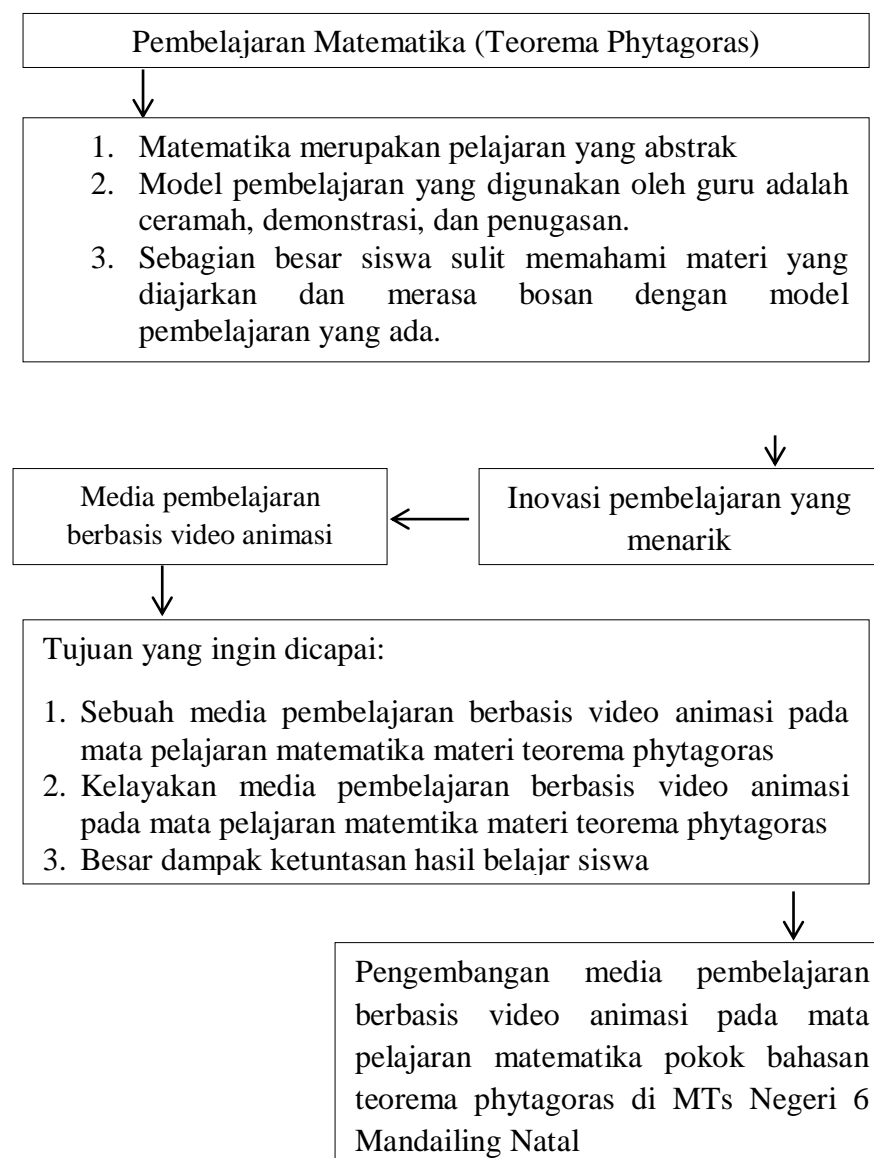 Pembelajaran Matematika (Teorema Phytagoras)
1. Matematika merupakan pelajaran yang abstrak
2. Model pembelajaran yang digunakan oleh guru adalah
ceramah, demonstrasi, dan penugasan.
3. Sebagian besar siswa sulit memahami materi yang
diajarkan dan merasa bosan dengan model
pembelajaran yang ada.
Media pembelajaran
berbasis video animasi
Inovasi pembelajaran yang
menarik
Tujuan yang ingin dicapai:
1. Sebuah media pembelajaran berbasis video animasi pada
mata pelajaran matematika materi teorema phytagoras
2. Kelayakan media pembelajaran berbasis video animasi
pada mata pelajaran matemtika materi teorema phytagoras
3. Besar dampak ketuntasan hasil belajar siswa
Pengembangan media pembelajaran
berbasis video animasi pada mata
pelajaran matematika pokok bahasan
teorema phytagoras di MTs Negeri 6
Mandailing Natal